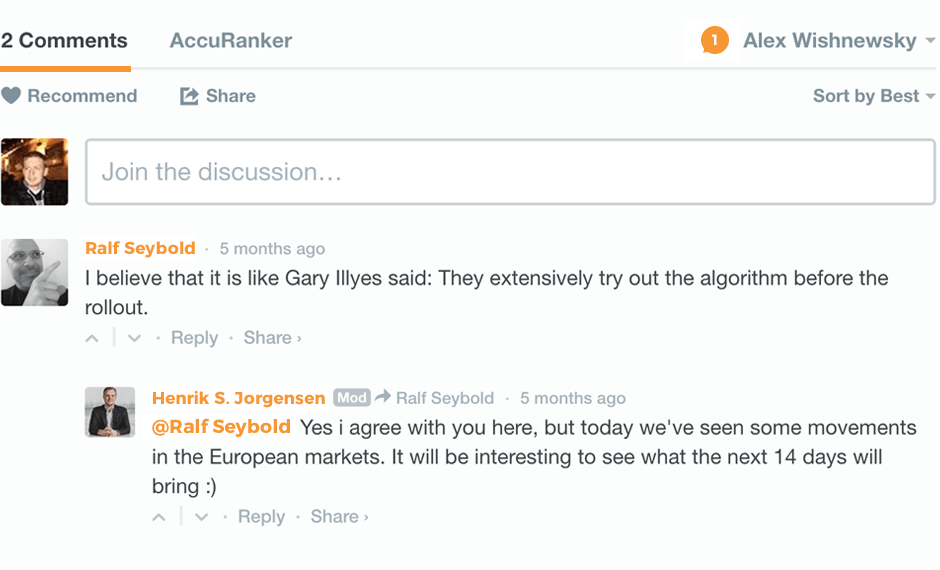 2 Comments AccuRanker 1 Alex Wishnewsky
Recommend Share Sort by Best
Join the discussion…
Ralf Seybold · 5 months ago
I believe that it is like Gary Illyes said: They extensively try out the algorithm before the
rollout.
· Reply · Share ›
Henrik S. Jorgensen Mod Ralf Seybold · 5 months ago
@Ralf Seybold Yes i agree with you here, but today we've seen some movements
in the European markets. It will be interesting to see what the next 14 days will
bring :)
· Reply · Share ›